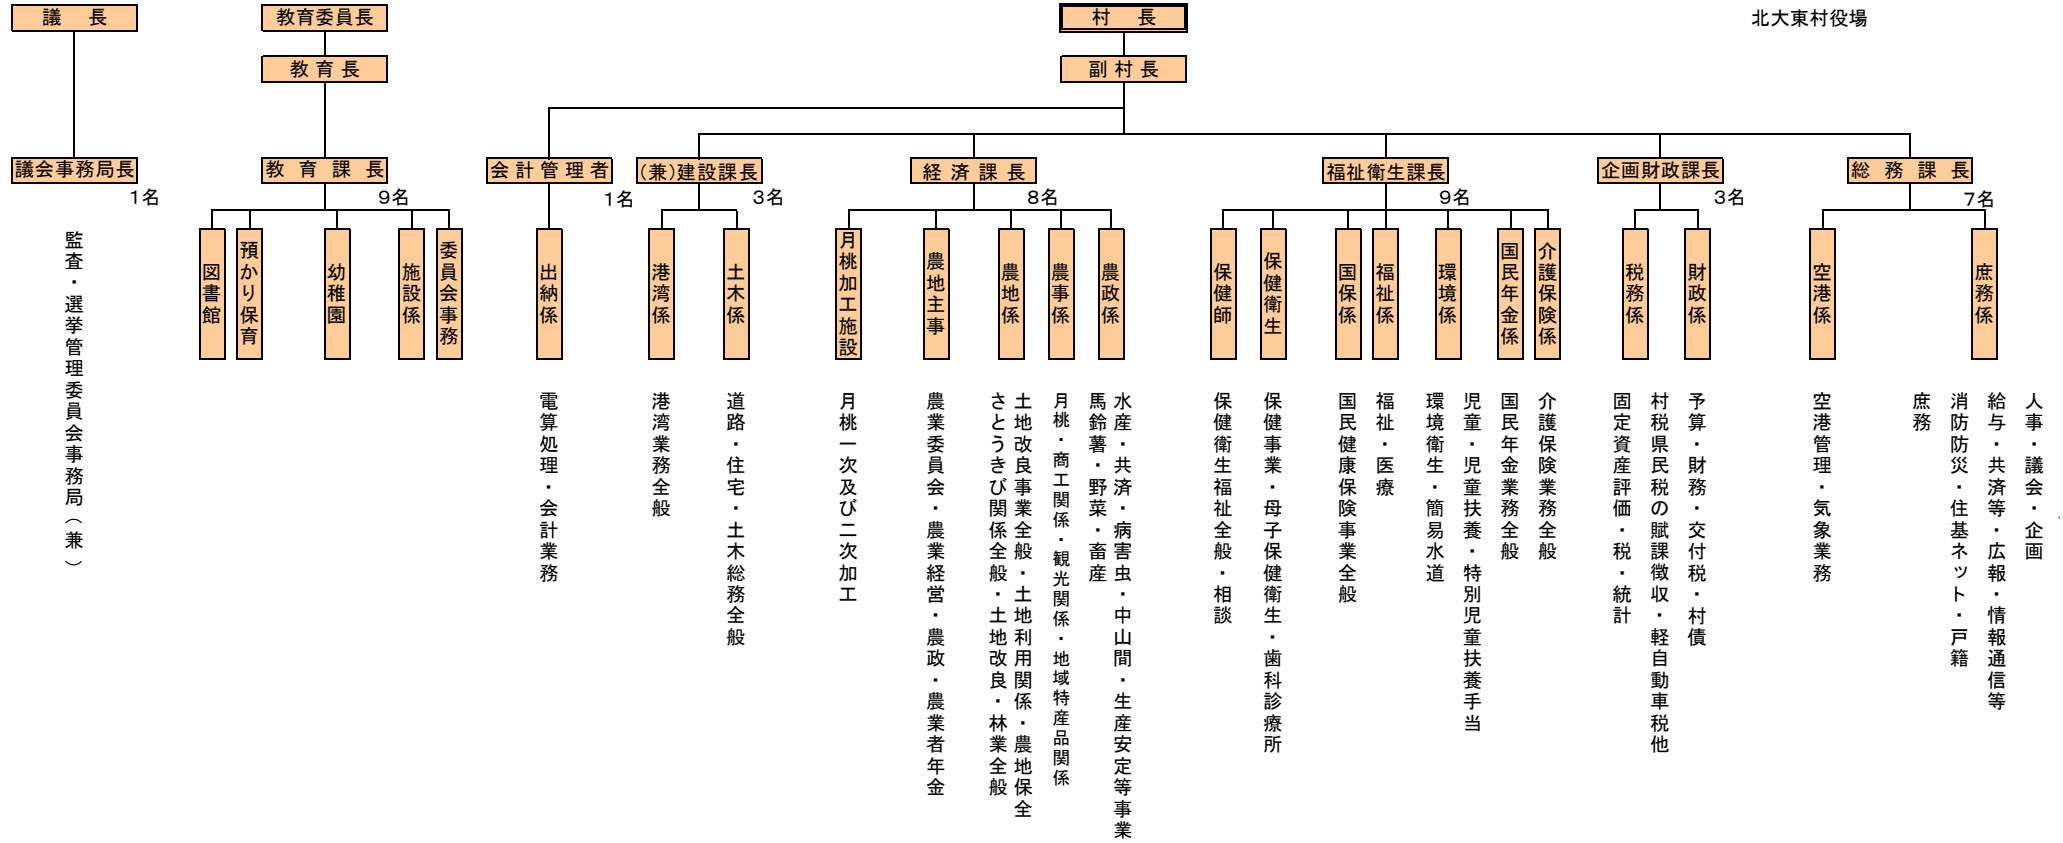 議　長
教育委員長
村　長
北大東村役場
教 育 長
副 村 長
議会事務局長
教 育 課 長
会 計 管 理 者
(兼)建設課長
経 済 課 長
福祉衛生課長
企画財政課長
総 務 課 長
1名
9名
1名
3名
8名
9名
3名
7名
監査・選挙管理委員会事務局(兼)
図書館
預かり保育
幼稚園
施設係
委員会事務
出納係
港湾係
土木係
月桃加工施設
農地主事
農地係
農事係
農政係
保健師
保健衛生
国保係
福祉係
環境係
国民年金係
介護保険係
税務係
財政係
空港係
庶務係
電算処理・会計業務
港湾業務全般
道路・住宅・土木総務全般
月桃一次及び二次加工
農業委員会・農業経営・農政・農業者年金
さとうきび関係全般・土地改良・林業全般
土地改良事業全般・土地利用関係・農地保全
月桃・商工関係・観光関係・地域特産品関係
馬鈴薯・野菜・畜産
水産・共済・病害虫・中山間・生産安定等事業
保健衛生福祉全般・相談
保健事業・母子保健衛生・歯科診療所
国民健康保険事業全般
福祉・医療
環境衛生・簡易水道
児童・児童扶養・特別児童扶養手当
国民年金業務全般
介護保険業務全般
固定資産評価・税・統計
村税県民税の賦課徴収・軽自動車税他
予算・財務・交付税・村債
空港管理・気象業務
庶務
消防防災・住基ネット・戸籍
給与・共済等・広報・情報通信等
人事・議会・企画